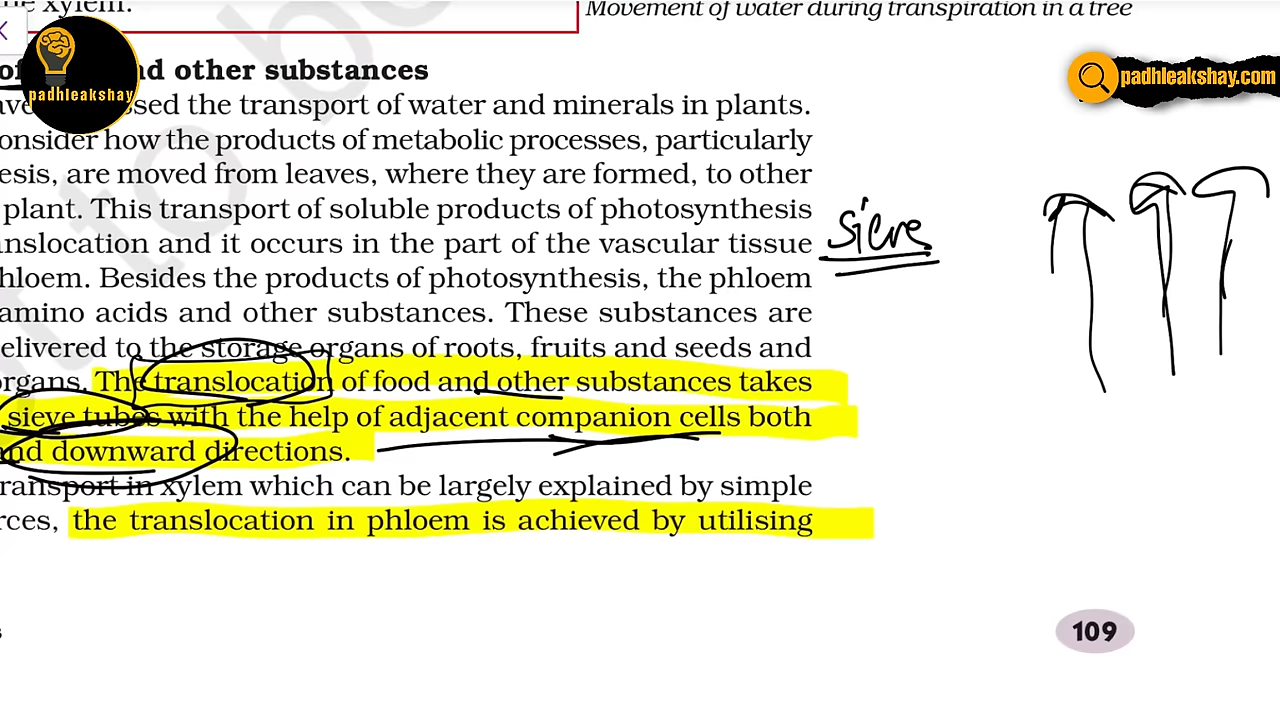 he xylem.
Movement of water during transpiration in a tree
padhleakshay
padhleakshay.com
of nd other substances
ave ssed the transport of water and minerals in plants.
onsider how the products of metabolic processes, particularly
esis, are moved from leaves, where they are formed, to other
plant. This transport of soluble products of photosynthesis
anslocation and it occurs in the part of the vascular tissue
sieve
hloem. Besides the products of photosynthesis, the phloem
amino acids and other substances. These substances are
elivered to the storage organs of roots, fruits and seeds and
organs. The translocation of food and other substances takes
sieve tubes with the help of adjacent companion cells both
and downward directions.
ransport in xylem which can be largely explained by simple
rces, the translocation in phloem is achieved by utilising
109